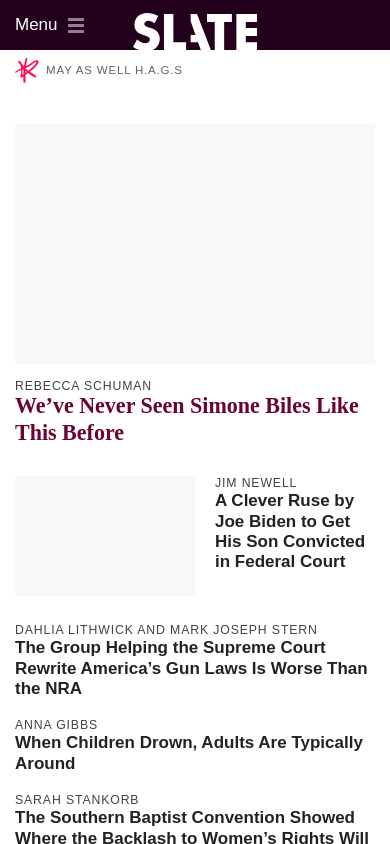 Menu
SLATE
MAY AS WELL H.A.G.S
REBECCA SCHUMAN
We’ve Never Seen Simone Biles Like
This Before
JIM NEWELL
A Clever Ruse by
Joe Biden to Get
His Son Convicted
in Federal Court
DAHLIA LITHWICK AND MARK JOSEPH STERN
The Group Helping the Supreme Court
Rewrite America’s Gun Laws Is Worse Than
the NRA
ANNA GIBBS
When Children Drown, Adults Are Typically
Around
SARAH STANKORB
The Southern Baptist Convention Showed
Where the Backlash to Women’s Rights Will